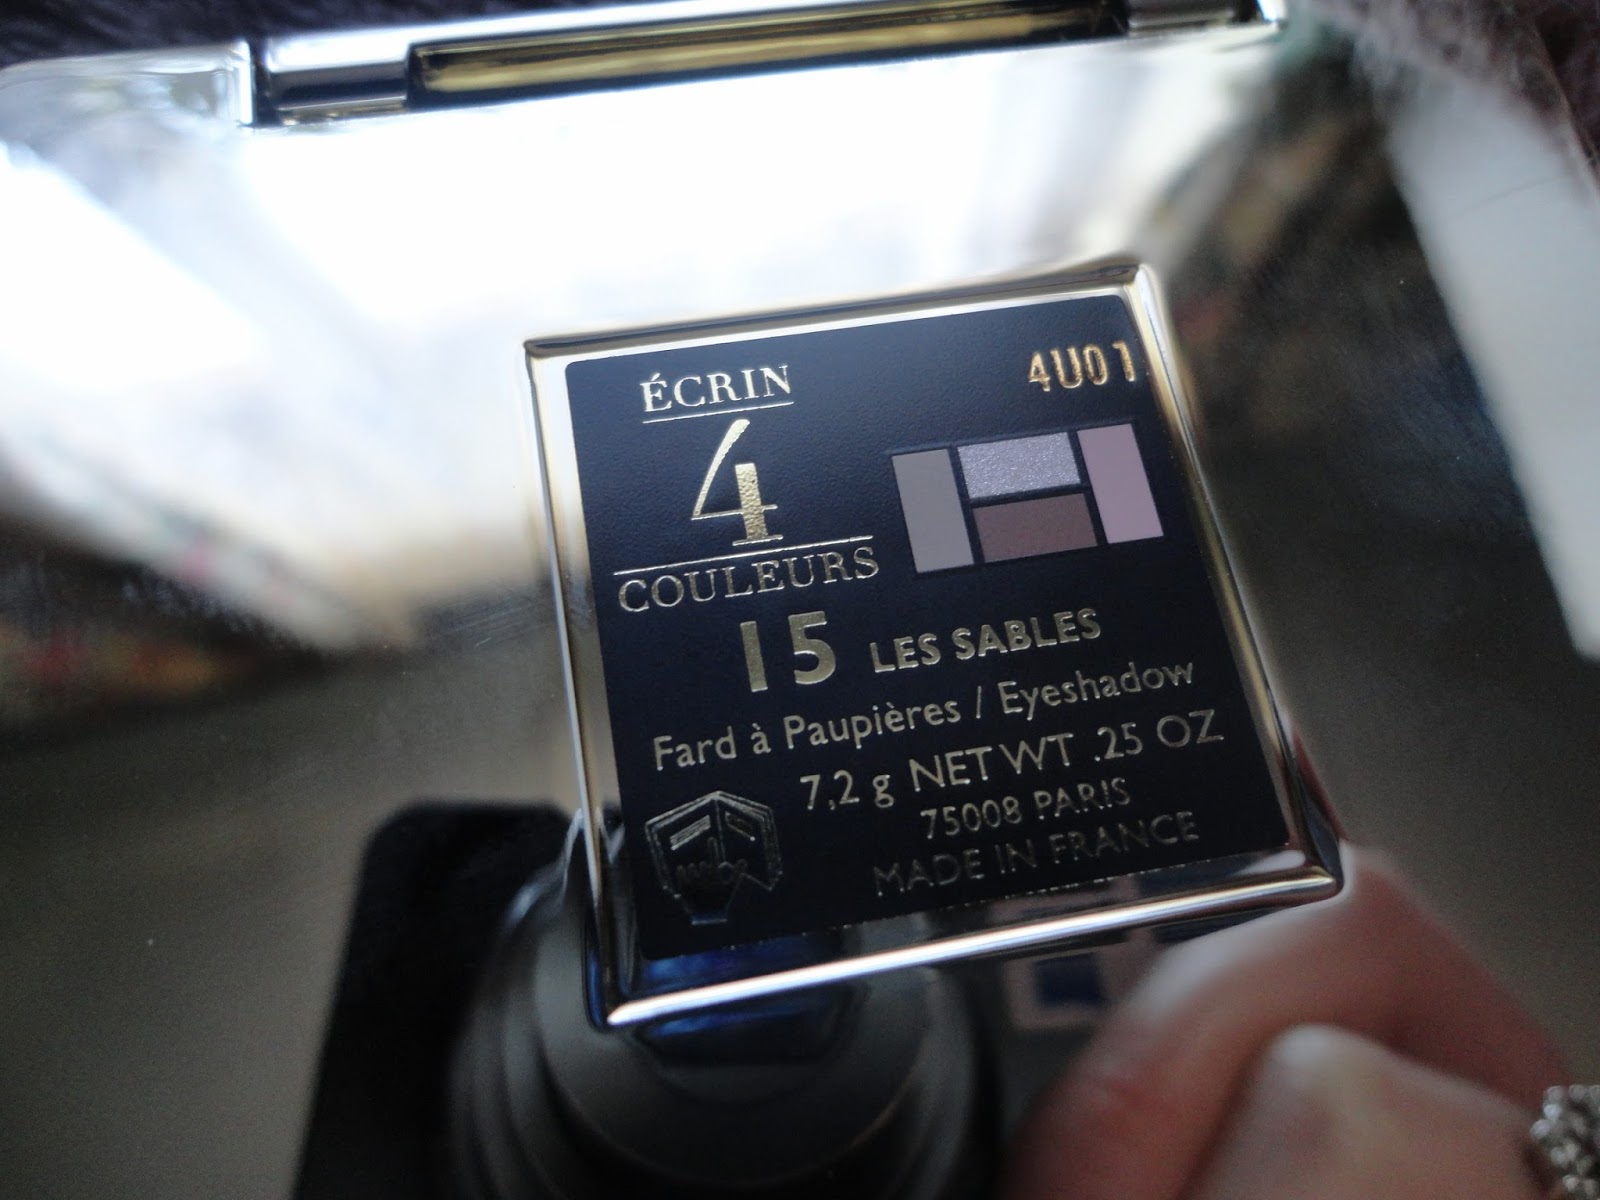 ÉCRIN
4
COULEURS
4U01
15 LES SABLES
Fard à Paupières / Eyeshadow
7,2 g NET WT .25 OZ
75008 PARIS
MADE IN FRANCE